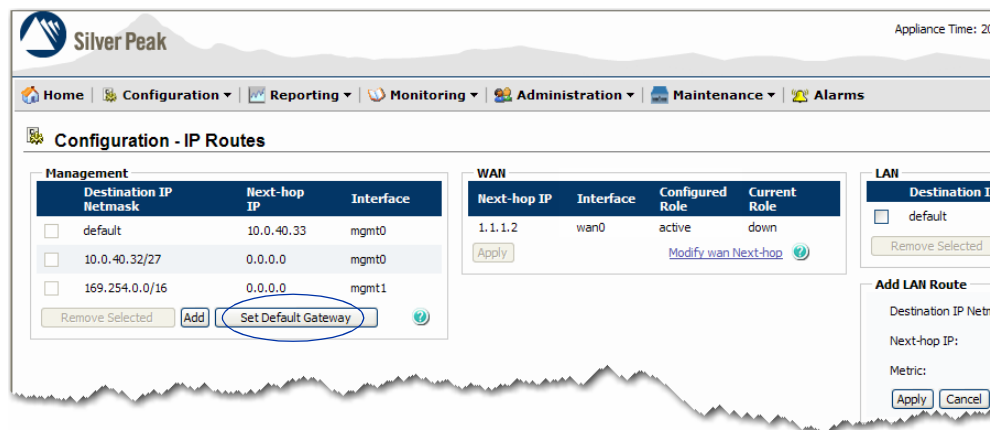 Silver Peak
Appliance Time: 20
Home Configuration Reporting Monitoring Administration Maintenance Alarms
Configuration - IP Routes
Management
Destination IP Netmask Next-hop IP Interface
default 10.0.40.33 mgmt0
10.0.40.32/27 0.0.0.0 mgmt0
169.254.0.0/16 0.0.0.0 mgmt1
Remove Selected Add Set Default Gateway ?
WAN
Next-hop IP Interface Configured Role Current Role
1.1.1.2 wan0 active down
Apply Modify wan Next-hop ?
LAN
Destination I
default
Remove Selected
Add LAN Route
Destination IP Netm
Next-hop IP:
Metric:
Apply Cancel